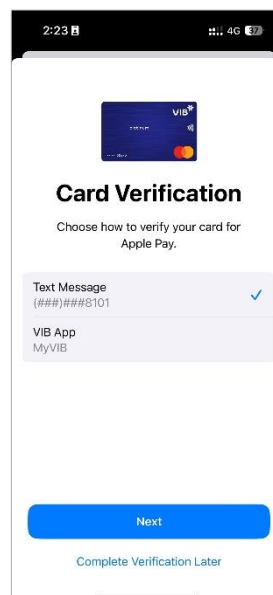 2:23
4G 37
VIB
Card Verification
Choose how to verify your card for
Apple Pay.
Text Message
(###)###8101
VIB App
MyVIB
Next
Complete Verification Later